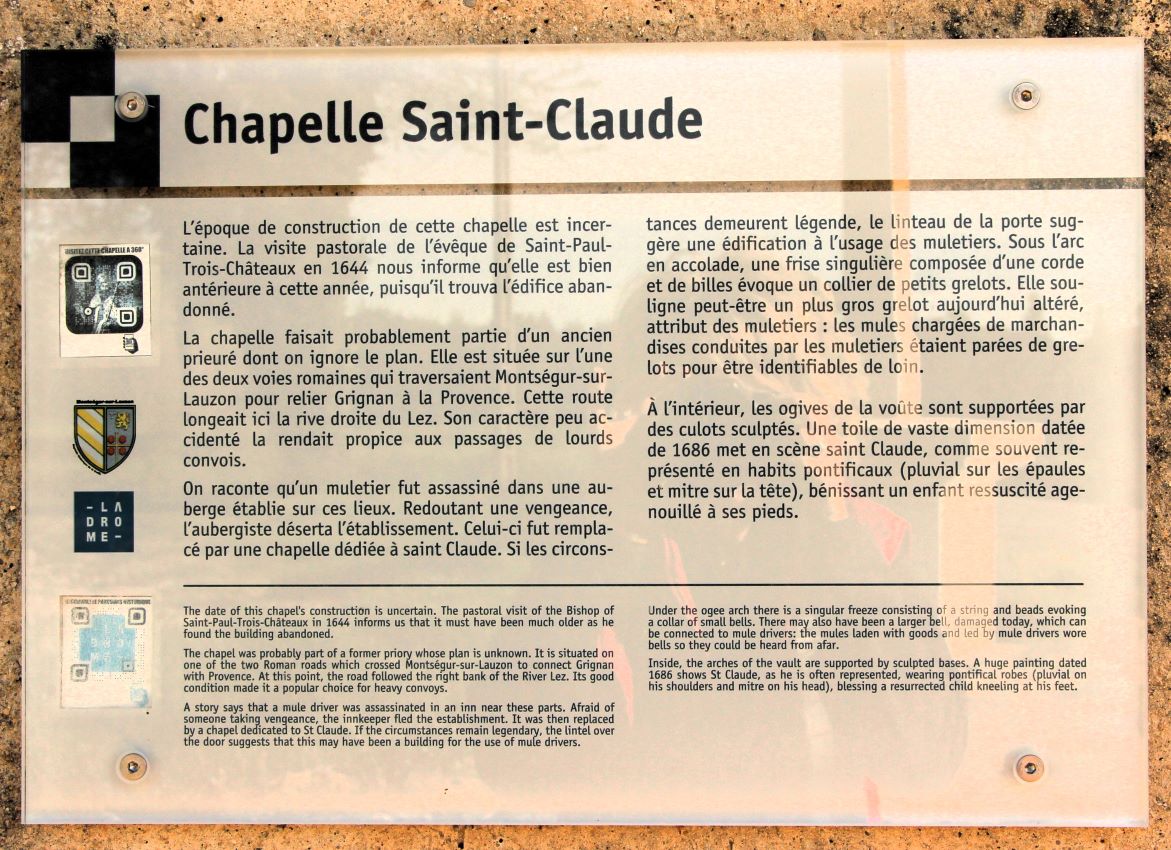 Chapelle Saint-Claude
VISITEZ CETTE CHAPELLE A 360°
Montségur-sur-Lauzon
- L A
D R O
M E -
L'époque de construction de cette chapelle est incer-
taine. La visite pastorale de l'évêque de Saint-Paul-
Trois-Châteaux en 1644 nous informe qu'elle est bien
antérieure à cette année, puisqu'il trouva l'édifice aban-
donné.
La chapelle faisait probablement partie d'un ancien
prieuré dont on ignore le plan. Elle est située sur l'une
des deux voies romaines qui traversaient Montségur-sur-
Lauzon pour relier Grignan à la Provence. Cette route
longeait ici la rive droite du Lez. Son caractère peu ac-
cidenté la rendait propice aux passages de lourds
convois.
On raconte qu'un muletier fut assassiné dans une au-
berge établie sur ces lieux. Redoutant une vengeance,
l'aubergiste déserta l'établissement. Celui-ci fut rempla-
cé par une chapelle dédiée à saint Claude. Si les circons-
tances demeurent légende, le linteau de la porte sug-
gère une édification à l'usage des muletiers. Sous l'arc
en accolade, une frise singulière composée d'une corde
et de billes évoque un collier de petits grelots. Elle sou-
ligne peut-être un plus gros grelot aujourd'hui altéré,
attribut des muletiers : les mules chargées de marchan-
dises conduites par les muletiers étaient parées de gre-
lots pour être identifiables de loin.
À l'intérieur, les ogives de la voûte sont supportées par
des culots sculptés. Une toile de vaste dimension datée
de 1686 met en scène saint Claude, comme souvent re-
présenté en habits pontificaux (pluvial sur les épaules
et mitre sur la tête), bénissant un enfant ressuscité age-
nouillé à ses pieds.
The date of this chapel's construction is uncertain. The pastoral visit of the Bishop of
Saint-Paul-Trois-Châteaux in 1644 informs us that it must have been much older as he
found the building abandoned.
The chapel was probably part of a former priory whose plan is unknown. It is situated on
one of the two Roman roads which crossed Montségur-sur-Lauzon to connect Grignan
with Provence. At this point, the road followed the right bank of the River Lez. Its good
condition made it a popular choice for heavy convoys.
A story says that a mule driver was assassinated in an inn near these parts. Afraid of
someone taking vengeance, the innkeeper fled the establishment. It was then replaced
by a chapel dedicated to St Claude. If the circumstances remain legendary, the lintel over
the door suggests that this may have been a building for the use of mule drivers.
Under the ogee arch there is a singular freeze consisting of a string and beads evoking
a collar of small bells. There may also have been a larger bell, damaged today, which can
be connected to mule drivers: the mules laden with goods and led by mule drivers wore
bells so they could be heard from afar.
Inside, the arches of the vault are supported by sculpted bases. A huge painting dated
1686 shows St Claude, as he is often represented, wearing pontifical robes (pluvial on
his shoulders and mitre on his head), blessing a resurrected child kneeling at his feet.